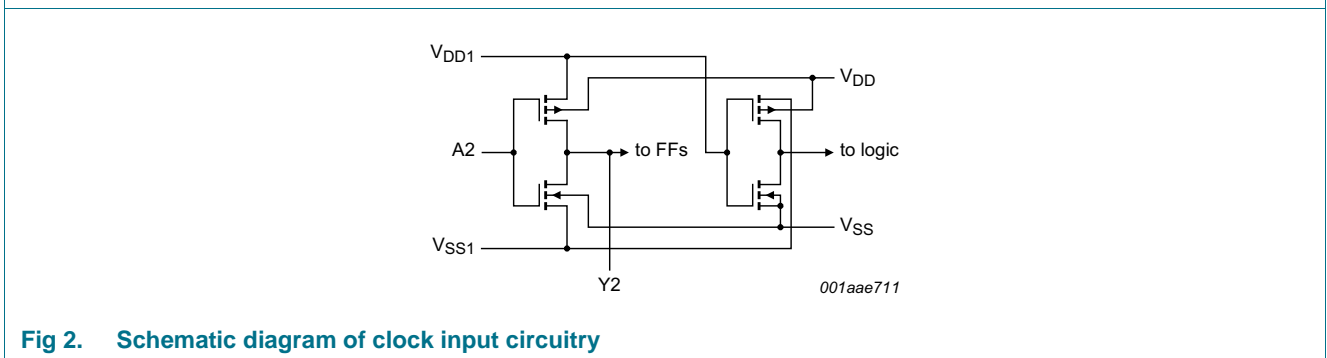 VDD1
VDD
A2
to FFs
to logic
VSS1
VSS
Y2
001aae711
Fig 2. Schematic diagram of clock input circuitry